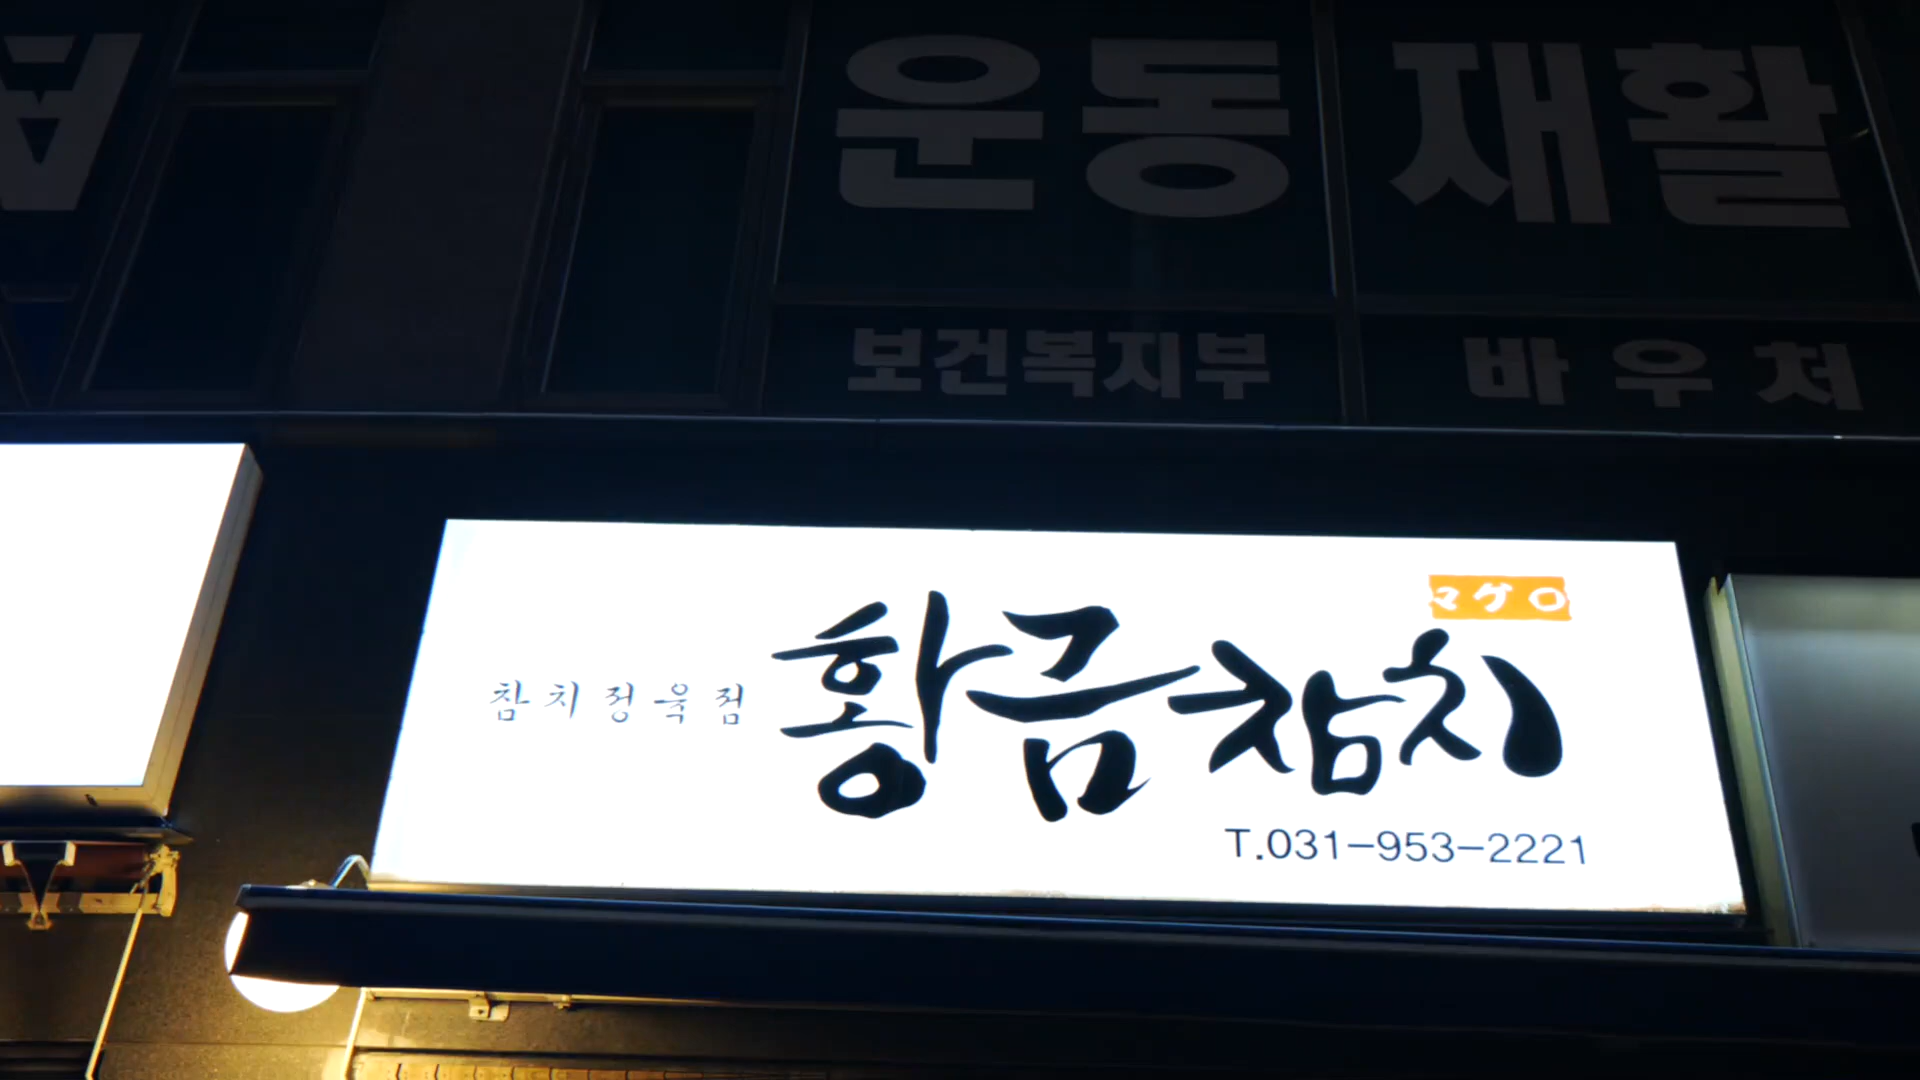 운동 재활
보건복지부 바우처
マグロ
참치정육점 황금참치
T.031-953-2221